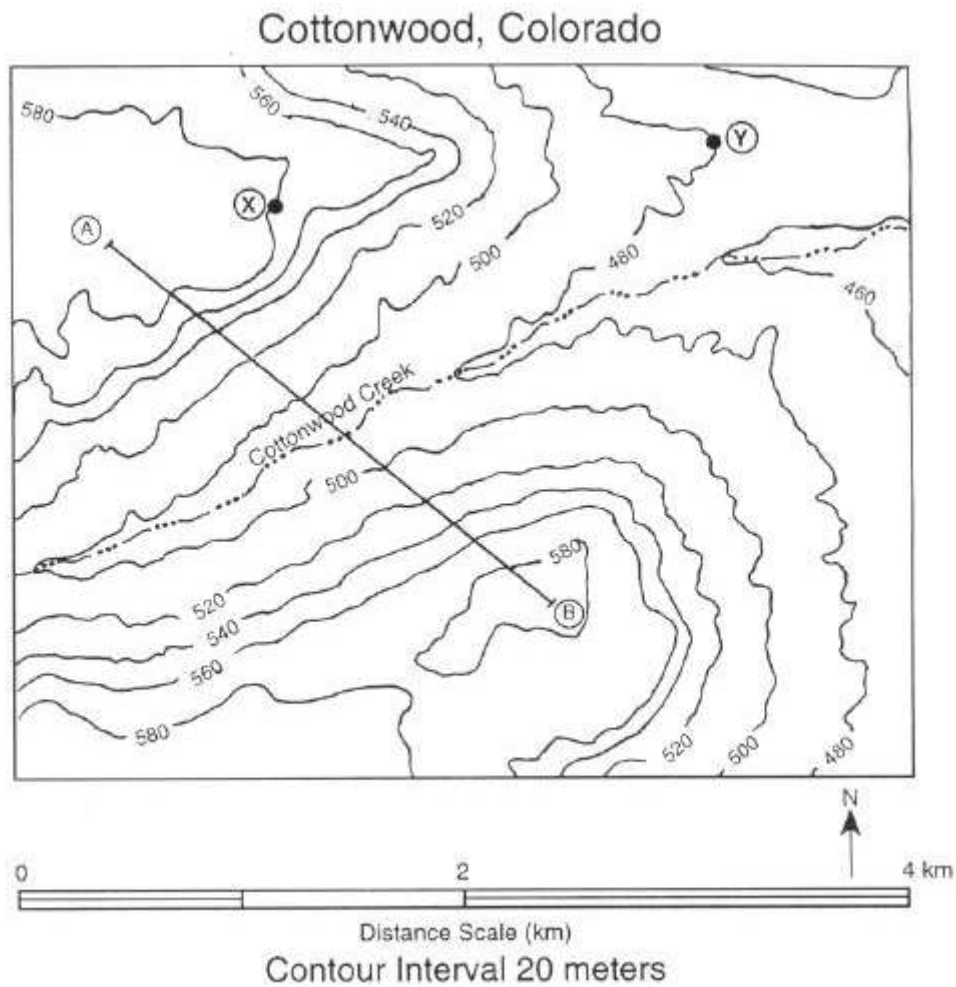 Cottonwood, Colorado
580
560
540
Y
X
A
520
500
480
460
Cottonwood Creek
500
580
520
B
540
560
580
520
500
480
N
0 2 4 km
Distance Scale (km)
Contour Interval 20 meters